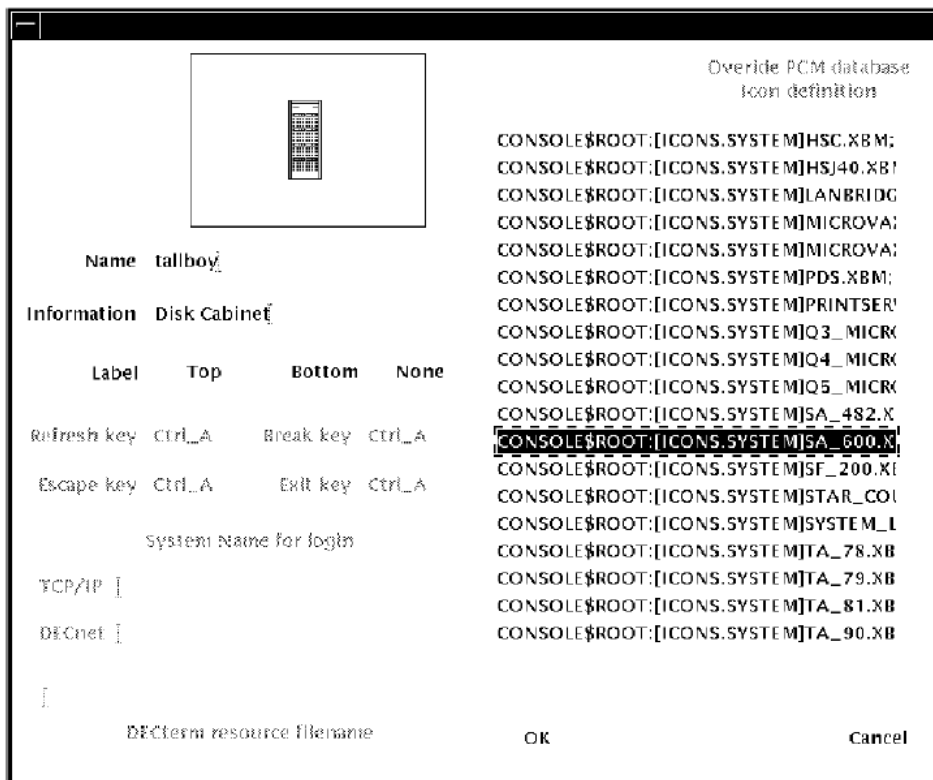 Overide PCM database
Icon definition
CONSOLE$ROOT:[ICONS.SYSTEM]HSC.XBM;
CONSOLE$ROOT:[ICONS.SYSTEM]HSJ40.XB
CONSOLE$ROOT:[ICONS.SYSTEM]LANBRIDG
CONSOLE$ROOT:[ICONS.SYSTEM]MICROVA
CONSOLE$ROOT:[ICONS.SYSTEM]MICROVA
CONSOLE$ROOT:[ICONS.SYSTEM]PDS.XBM;
CONSOLE$ROOT:[ICONS.SYSTEM]PRINTSER
CONSOLE$ROOT:[ICONS.SYSTEM]Q3_MICR
CONSOLE$ROOT:[ICONS.SYSTEM]Q4_MICR
CONSOLE$ROOT:[ICONS.SYSTEM]Q5_MICR
CONSOLE$ROOT:[ICONS.SYSTEM]SA_482.X
CONSOLE$ROOT:[ICONS.SYSTEM]SA_600.X
CONSOLE$ROOT:[ICONS.SYSTEM]SF_200.X
CONSOLE$ROOT:[ICONS.SYSTEM]STAR_COU
CONSOLE$ROOT:[ICONS.SYSTEM]SYSTEM_L
CONSOLE$ROOT:[ICONS.SYSTEM]TA_78.XB
CONSOLE$ROOT:[ICONS.SYSTEM]TA_79.XB
CONSOLE$ROOT:[ICONS.SYSTEM]TA_81.XB
CONSOLE$ROOT:[ICONS.SYSTEM]TA_90.XB
Name tallboy
Information Disk Cabinet
Label Top Bottom None
Refresh key Ctrl_A Break key Ctrl_A
Escape key Ctrl_A Exit key Ctrl_A
System Name for login
TCP/IP
DECnet
DECterm resource filename
OK Cancel